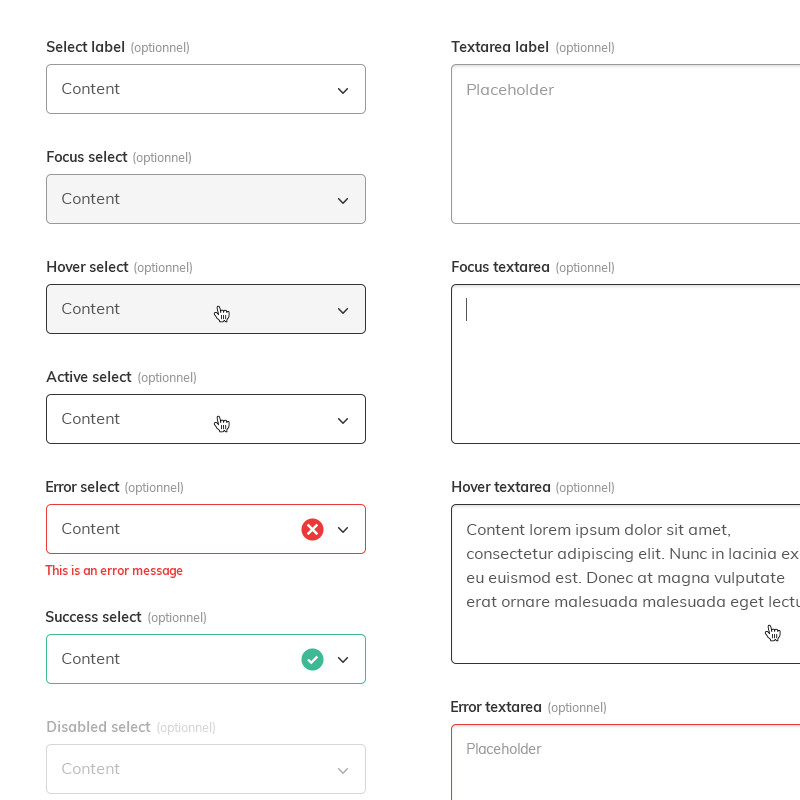 Select label (optionnel)
Content
Focus select (optionnel)
Content
Hover select (optionnel)
Content
Active select (optionnel)
Content
Error select (optionnel)
Content
This is an error message
Success select (optionnel)
Content
Disabled select (optionnel)
Content
Textarea label (optionnel)
Placeholder
Focus textarea (optionnel)
Hover textarea (optionnel)
Content lorem ipsum dolor sit amet,
consectetur adipiscing elit. Nunc in lacinia ex
eu euismod est. Donec at magna vulputate
erat ornare malesuada malesuada eget
Error textarea (optionnel)
Placeholder